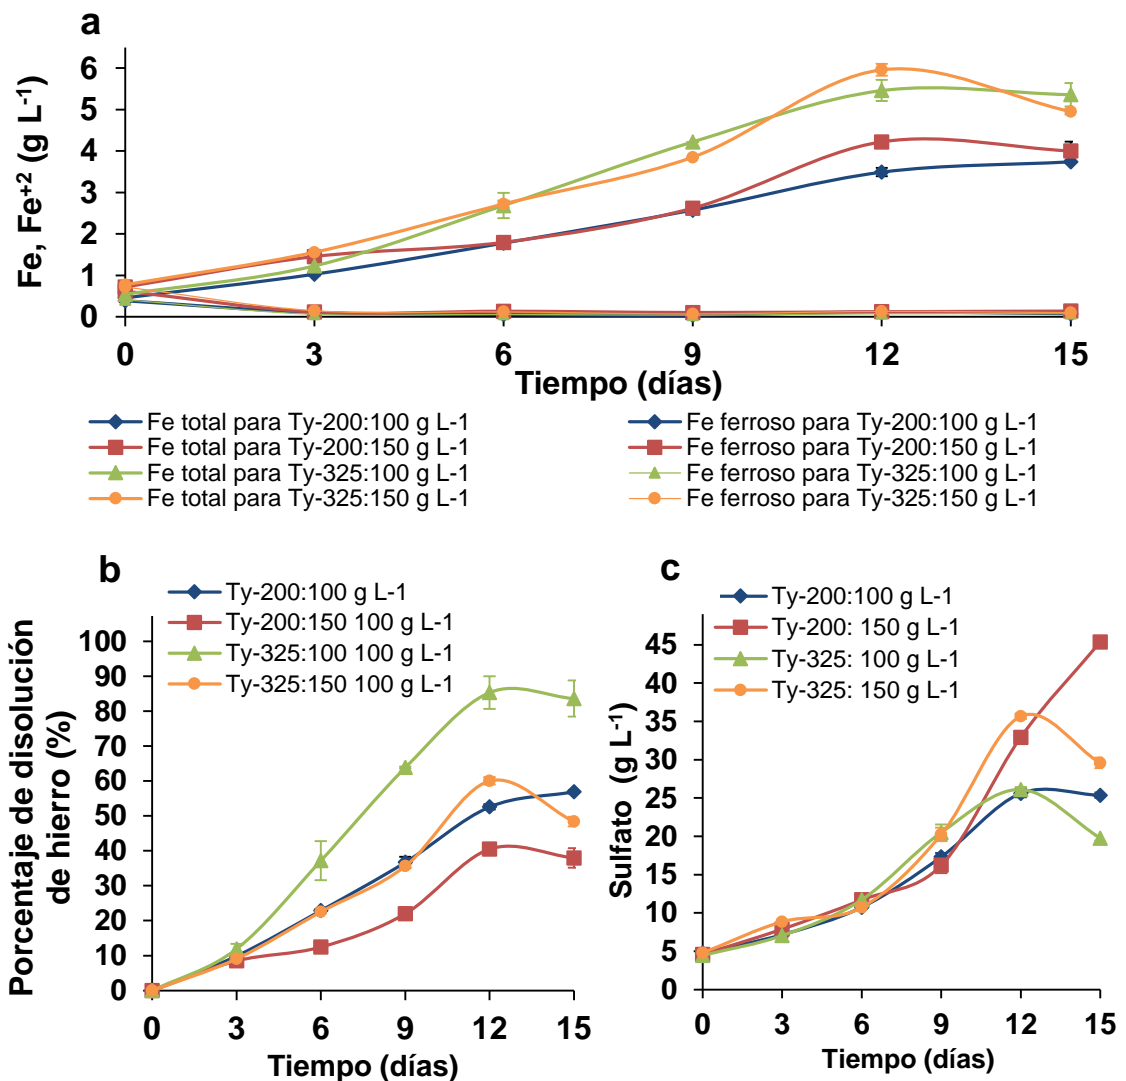 a
Fe, Fe+2 (g L-1)
6
5
4
3
2
1
0
0 3 6 9 12 15
Tiempo (días)
Fe total para Ty-200:100 g L-1
Fe total para Ty-200:150 g L-1
Fe total para Ty-325:100 g L-1
Fe total para Ty-325:150 g L-1
Fe ferroso para Ty-200:100 g L-1
Fe ferroso para Ty-200:150 g L-1
Fe ferroso para Ty-325:100 g L-1
Fe ferroso para Ty-325:150 g L-1
b
Ty-200:100 g L-1
Ty-200:150 100 g L-1
Ty-325:100 100 g L-1
Ty-325:150 100 g L-1
Porcentaje de disolución
de hierro (%)
100
90
80
70
60
50
40
30
20
10
0
0 3 6 9 12 15
Tiempo (días)
c
Ty-200:100 g L-1
Ty-200: 150 g L-1
Ty-325: 100 g L-1
Ty-325: 150 g L-1
Sulfato (g L-1)
45
40
35
30
25
20
15
10
5
0
0 3 6 9 12 15
Tiempo (días)